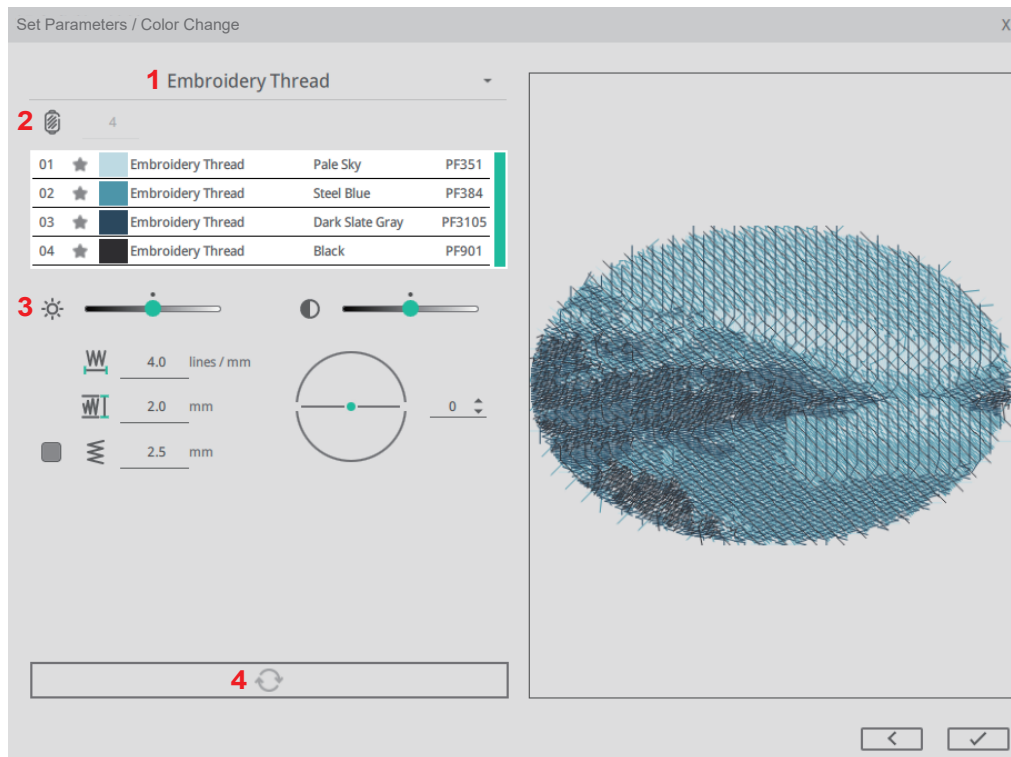 Set Parameters / Color Change X
1 Embroidery Thread
2 4
01 Embroidery Thread Pale Sky PF351
02 Embroidery Thread Steel Blue PF384
03 Embroidery Thread Dark Slate Gray PF3105
04 Embroidery Thread Black PF901
3
4.0 lines / mm
2.0 mm 0
2.5 mm
4